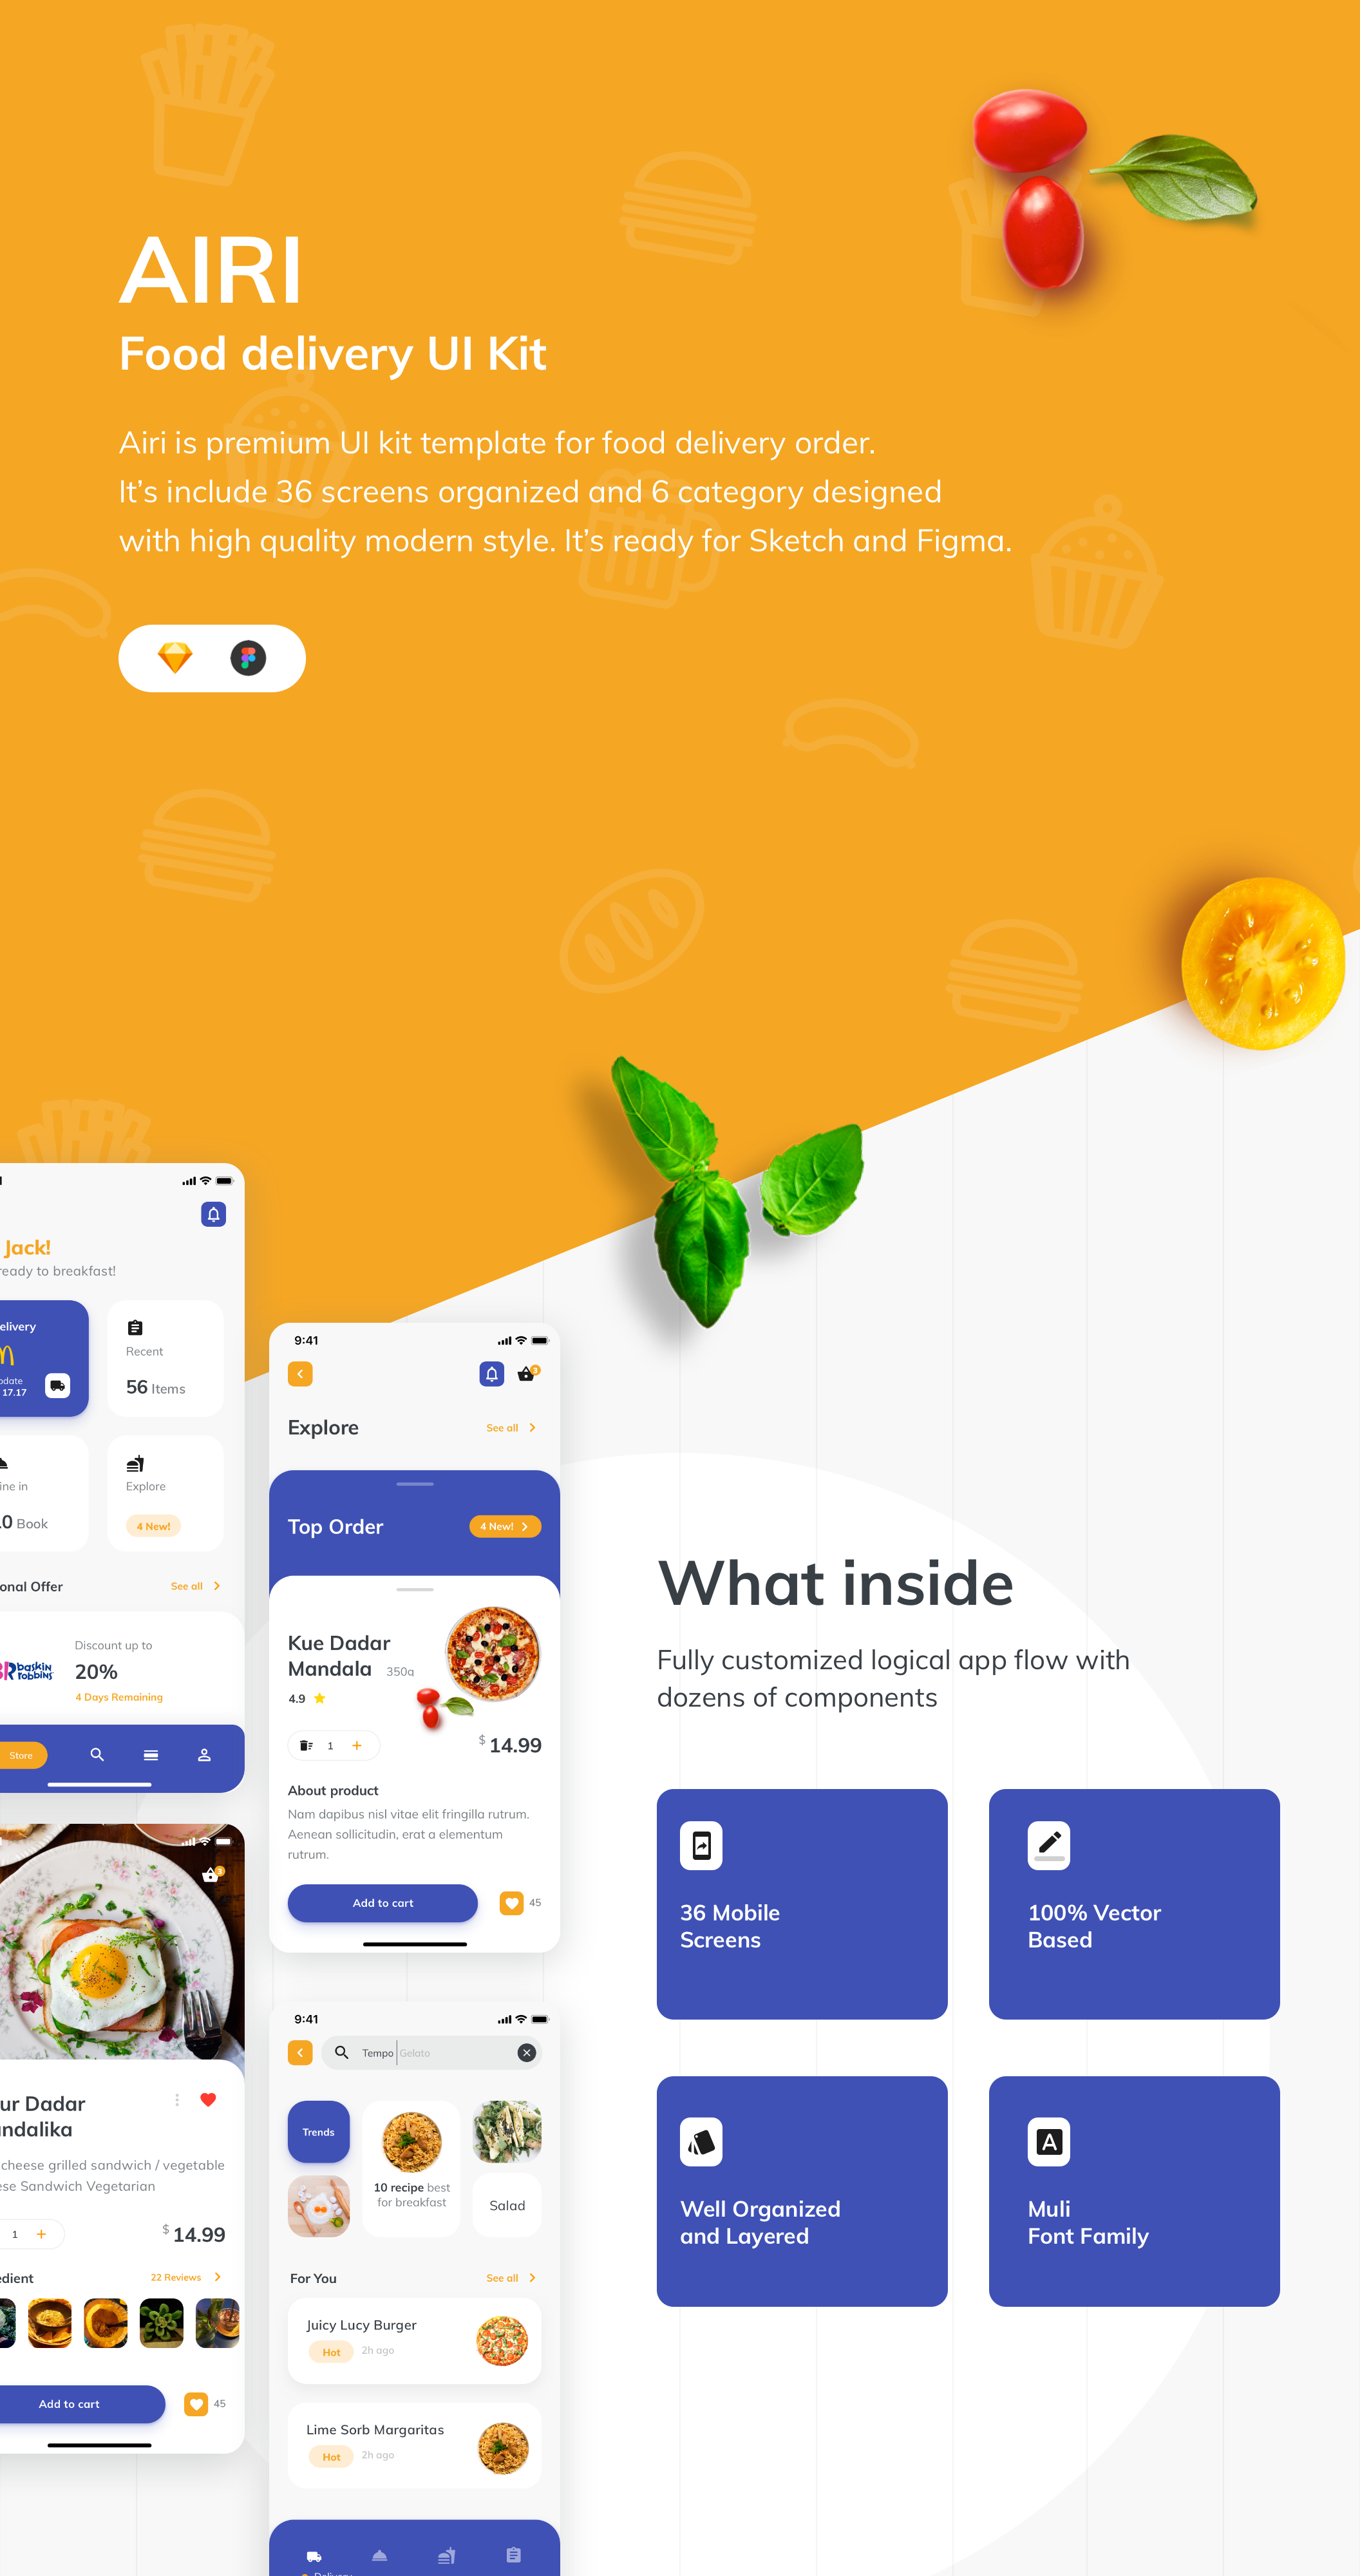 AIRI
Food delivery UI Kit
Airi is premium UI kit template for food delivery order.
It's include 36 screens organized and 6 category designed
with high quality modern style. It's ready for Sketch and Figma.
Jack!
ready to breakfast!
elivery
17.17
Recent
56 Items
ine in
Book
Explore
4 New!
onal Offer
See all
baskin
robbins
Discount up to
20%
4 Days Remaining
Store
3
ur Dadar
ndalika
cheese grilled sandwich / vegetable
ese Sandwich Vegetarian
1 +
$ 14.99
edient
22 Reviews
Add to cart
45
9:41
3
Explore
See all
Top Order
4 New!
Kue Dadar
Mandala 350g
4.9
1 +
$ 14.99
About product
Nam dapibus nisl vitae elit fringilla rutrum.
Aenean sollicitudin, erat a elementum
rutrum.
Add to cart
45
9:41
Tempo Gelato
Trends
10 recipe best
for breakfast
Salad
For You
See all
Juicy Lucy Burger
Hot 2h ago
Lime Sorb Margaritas
Hot 2h ago
What inside
Fully customized logical app flow with
dozens of components
36 Mobile
Screens
100% Vector
Based
Well Organized
and Layered
A
Muli
Font Family